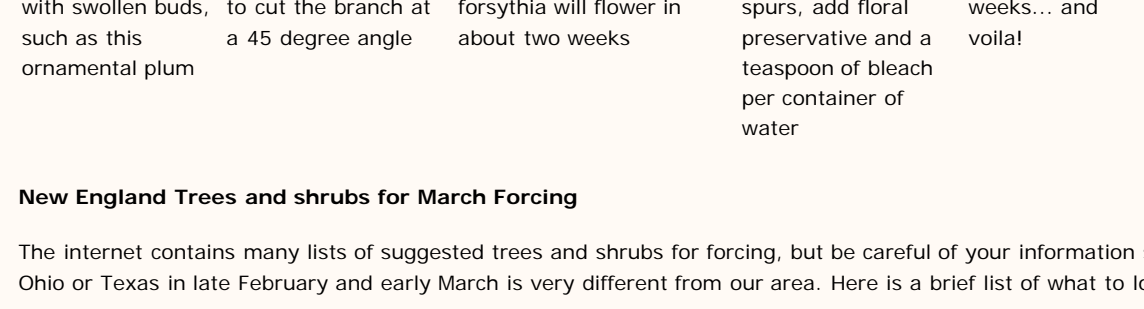 with swollen buds,
such as this
ornamental plum
to cut the branch at
a 45 degree angle
forsythia will flower in
about two weeks
spurs, add floral
preservative and a
teaspoon of bleach
per container of
water
weeks... and
voila!
New England Trees and shrubs for March Forcing
The internet contains many lists of suggested trees and shrubs for forcing, but be careful of your information
Ohio or Texas in late February and early March is very different from our area. Here is a brief list of what to